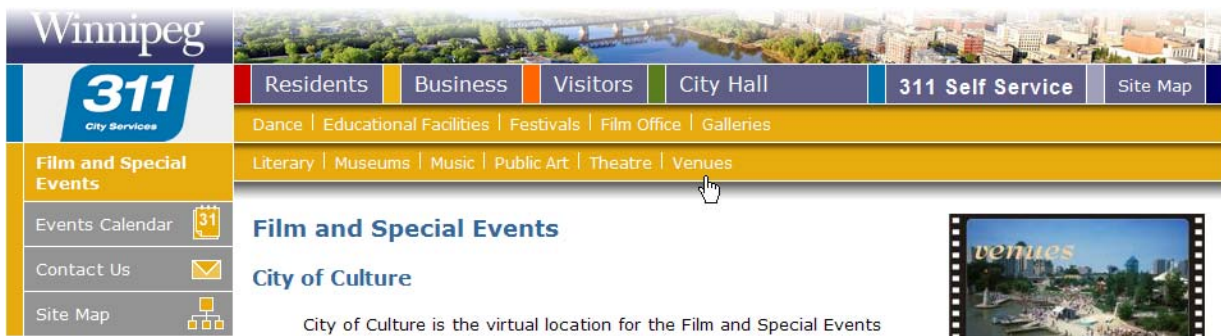 Winnipeg
311
City Services
Residents Business Visitors City Hall 311 Self Service Site Map
Dance | Educational Facilities | Festivals | Film Office | Galleries
Literary | Museums | Music | Public Art | Theatre | Venues
Film and Special
Events
Events Calendar 31
Contact Us
Site Map
Film and Special Events
City of Culture
City of Culture is the virtual location for the Film and Special Events
venues